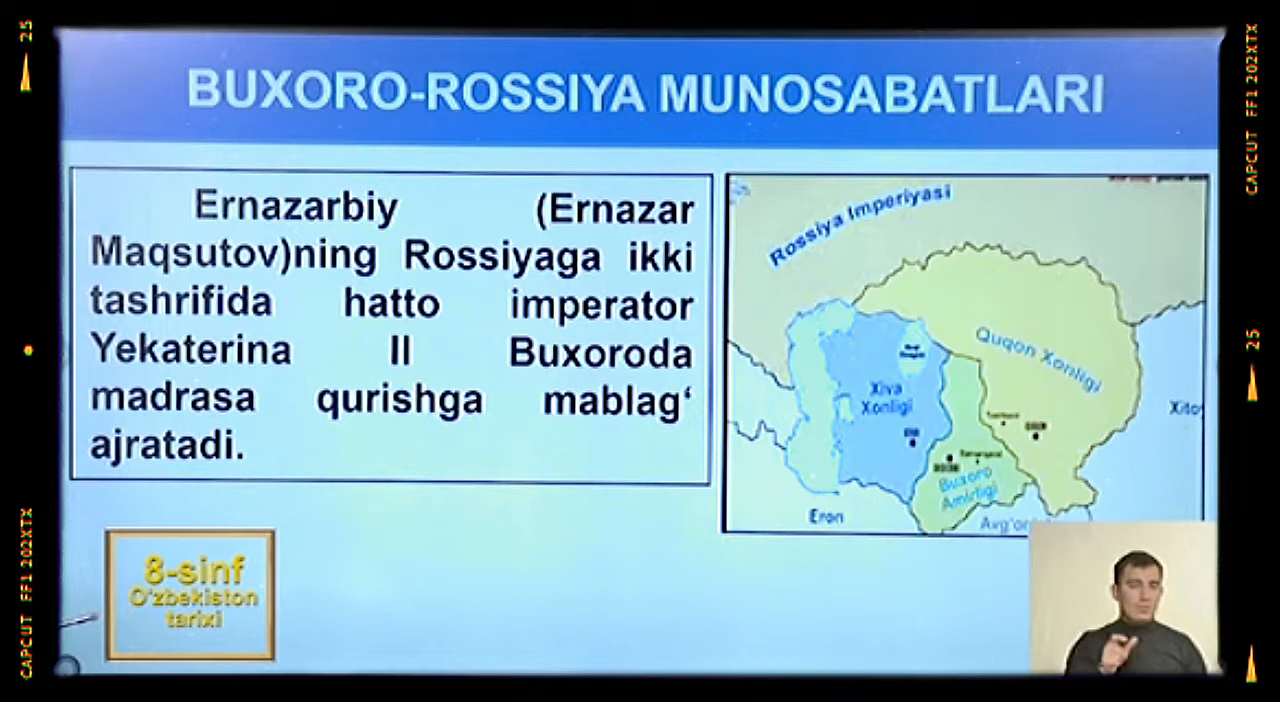 BUXORO-ROSSIYA MUNOSABATLARI
Ernazarbiy (Ernazar
Maqsutov)ning Rossiyaga ikki
tashrifida hatto imperator
Yekaterina II Buxoroda
madrasa qurishga mablag‘
ajratadi.
Rossiya Imperiyasi
Quqon Xonligi
Xiva
Xonligi
Xito
Buxoro
Amirligi
Eron
Avg'on
8-sinf
O'zbekiston
tarixi
25
CAPCUT FF1 202XTX
CAPCUT FF1 202XTX
25